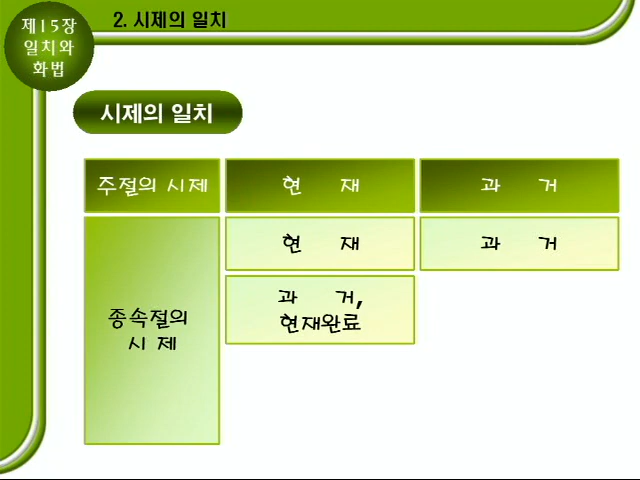 제15장
일치와
화법
2. 시제의 일치
시제의 일치
주절의 시제 현 재 과 거
현 재 과 거
과 거,
현재완료
종속절의
시 제